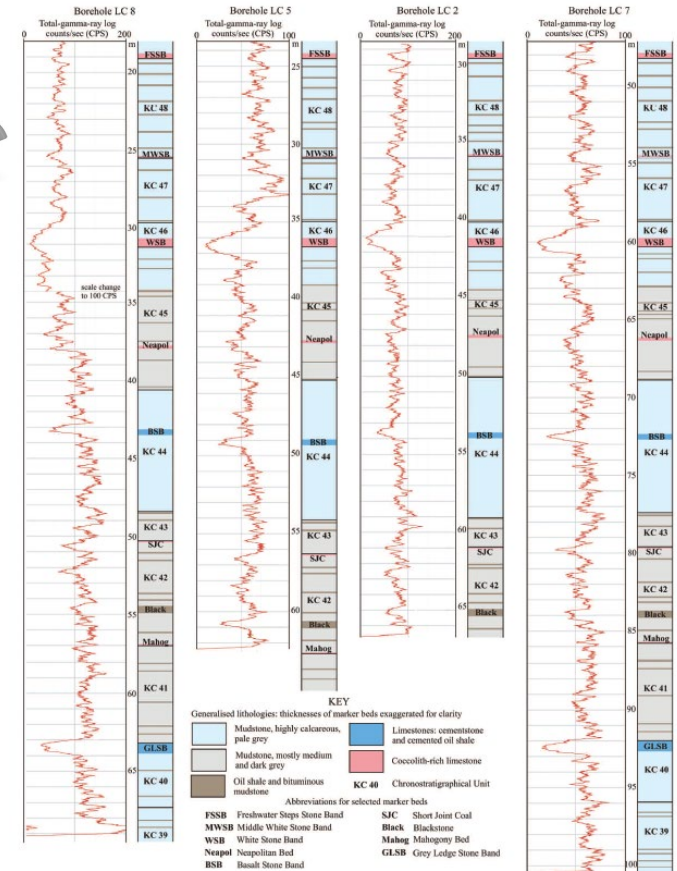 Borehole LC 8
Total-gamma-ray log
counts/sec (CPS)
0
200
m
20
25
30
35
40
45
50
55
60
65
scale change
to 100 CPS
FSSB
KC 48
MWSB
KC 47
KC 46
WSB
KC 45
Neapol
BSB
KC 44
KC 43
SJC
KC 42
Black
Mahog
KC 41
GLSB
KC 40
KC 39
Borehole LC 5
Total-gamma-ray log
counts/sec (CPS)
0
100
m
25
30
35
40
45
50
55
60
FSSB
KC 48
MWSB
KC 47
KC 46
WSB
KC 45
Neapol
BSB
KC 44
KC 43
SJC
KC 42
Black
Mahog
Borehole LC 2
Total-gamma-ray log
counts/sec (CPS)
0
200
m
30
35
40
45
50
55
60
65
FSSB
KC 48
MWSB
KC 47
KC 46
WSB
KC 45
Neapol
BSB
KC 44
KC 43
SJC
KC 42
Black
Borehole LC 7
Total-gamma-ray log
counts/sec (CPS)
0
100
m
50
55
60
65
70
75
80
85
90
95
100
FSSB
KC 48
MWSB
KC 47
KC 46
WSB
KC 45
Neapol
BSB
KC 44
KC 43
SJC
KC 42
Black
Mahog
KC 41
GLSB
KC 40
KC 39
KEY
Generalised lithologies: thicknesses of marker beds exaggerated for clarity
Mudstone, highly calcareous,
pale grey
Limestones: cementstone
and cemented oil shale
Mudstone, mostly medium
and dark grey
Coccolith-rich limestone
Oil shale and bituminous
mudstone
KC 40 Chronostratigraphical Unit
Abbreviations for selected marker beds
FSSB Freshwater Steps Stone Band
MWSB Middle White Stone Band
WSB White Stone Band
Neapol Neapolitan Bed
BSB Basalt Stone Band
SJC Short Joint Coal
Black Blackstone
Mahog Mahogony Bed
GLSB Grey Ledge Stone Band